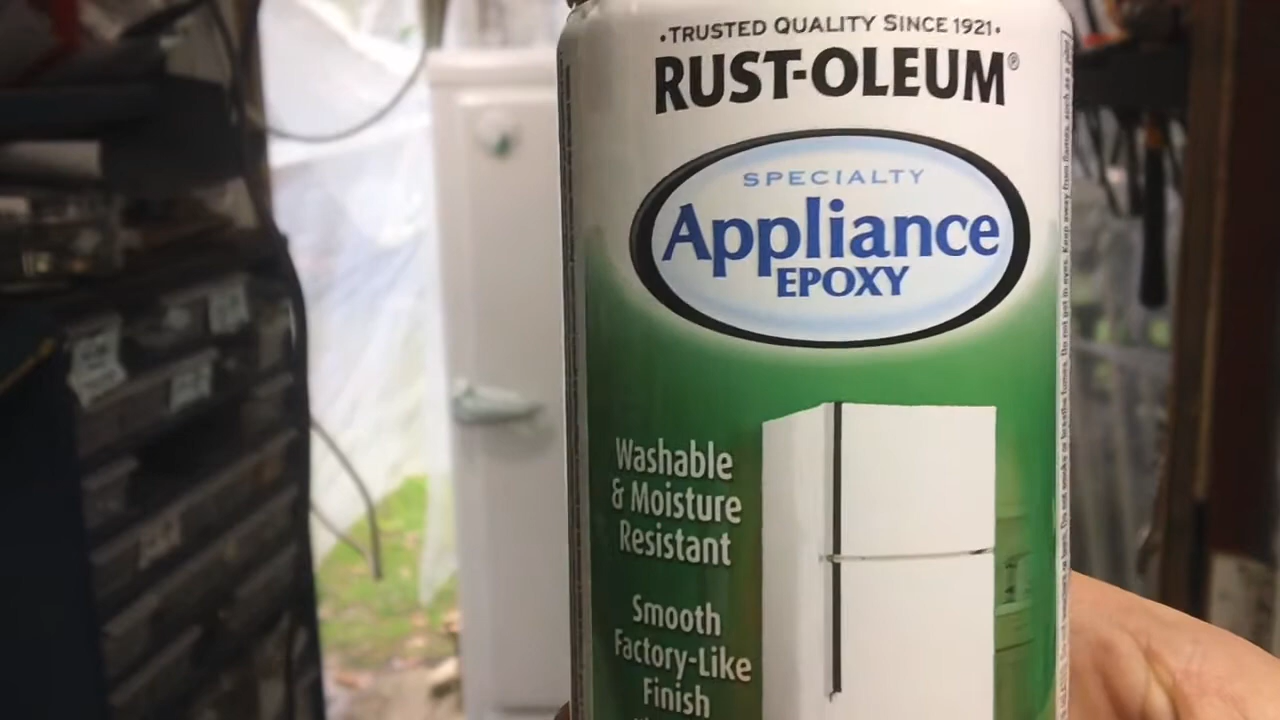 ·TRUSTED QUALITY SINCE 1921·
RUST-OLEUM®
SPECIALTY
Appliance
EPOXY
Washable
& Moisture
Resistant
Smooth
Factory-Like
Finish